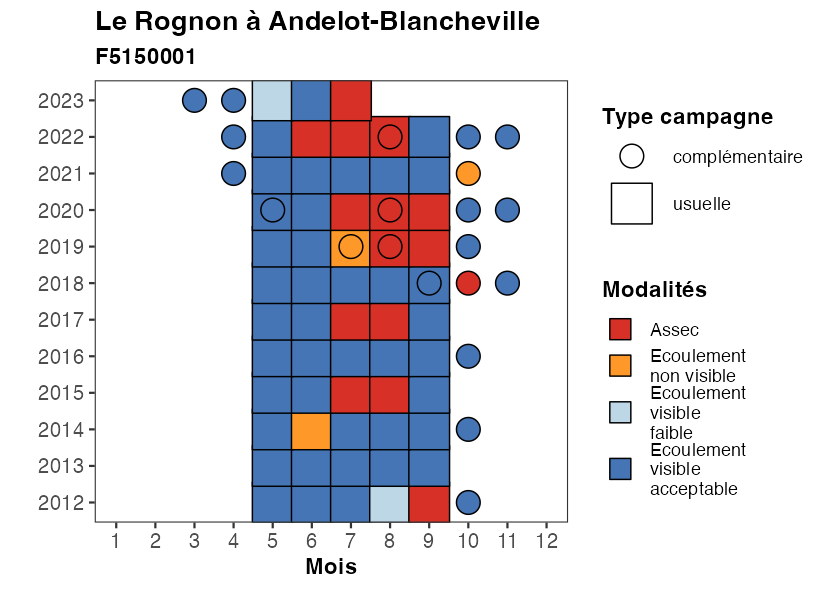 Le Rognon à Andelot-Blancheville
F5150001
2023
2022
2021
2020
2019
2018
2017
2016
2015
2014
2013
2012
1 2 3 4 5 6 7 8 9 10 11 12
Mois
Type campagne
complémentaire
usuelle
Modalités
Assec
Ecoulement
non visible
Ecoulement
visible
faible
Ecoulement
visible
acceptable